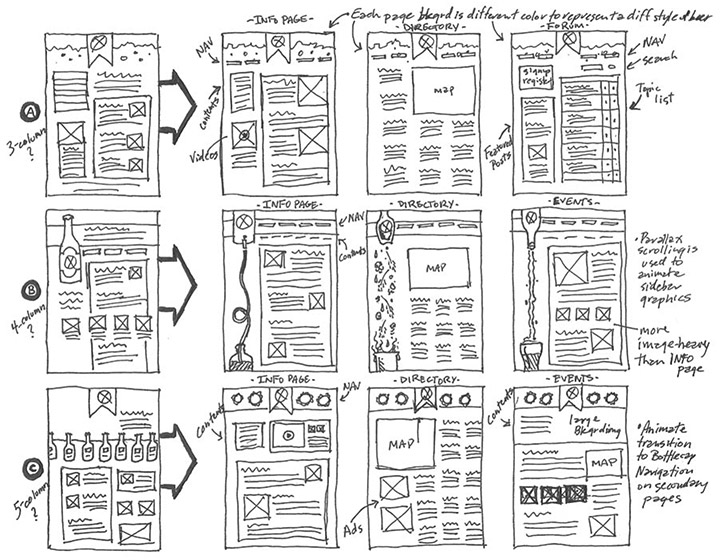 -INFO PAGE-
Each page bkgrd is different color to represent a diff style of beer
-DIRECTORY-
-FORUM-
NAV
NAV
search
signup
register
MAP
Contents
Topic
list
A
3-column
?
Videos
Featured
Posts
-INFO PAGE-
-DIRECTORY-
-EVENTS-
NAV
Contents
MAP
• Parallax
scrolling is
used to
animate
sidebar
graphics
B
4-column
?
more
image-heavy
than INFO
page
-INFO PAGE-
-DIRECTORY-
-EVENTS-
NAV
Contents
Contents
large
Bkgrd img
MAP
MAP
• Animate
transition
to Bottlecap
Navigation
on secondary
pages
C
5-column
?
Ads